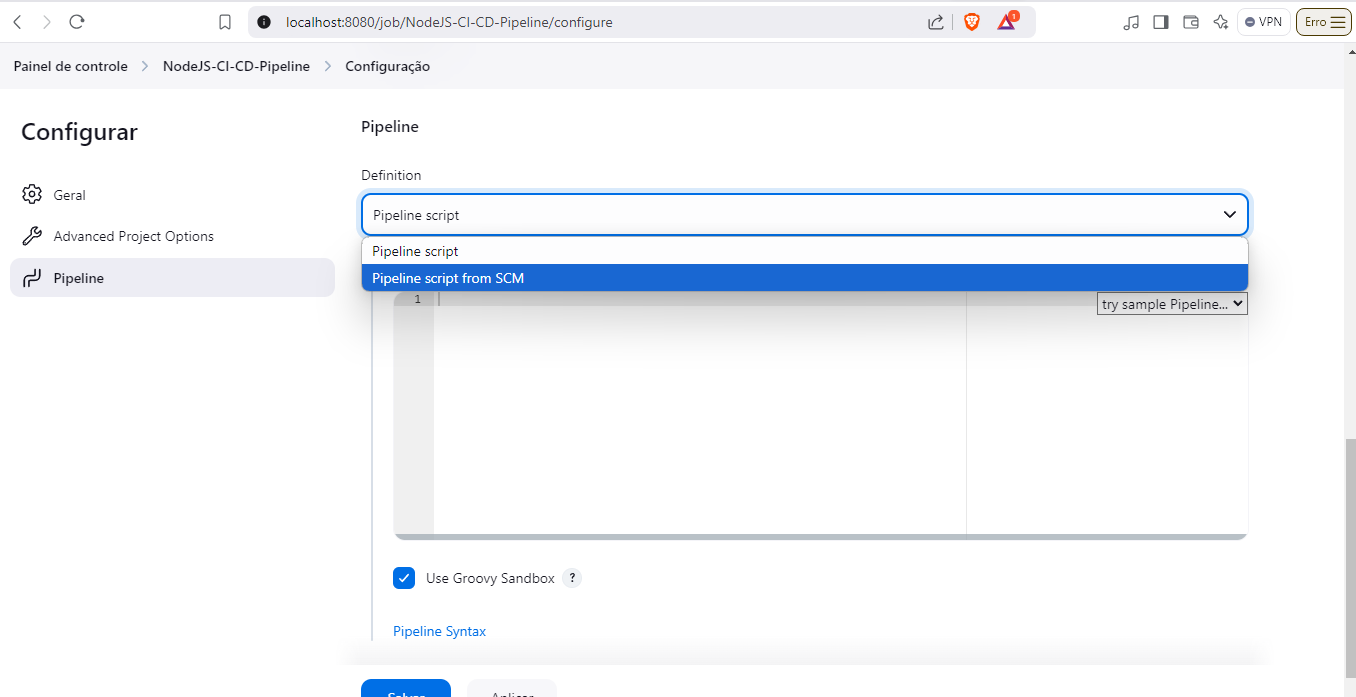 localhost:8080/job/NodeJS-CI-CD-Pipeline/configure
1
VPN
Erro
Painel de controle > NodeJS-CI-CD-Pipeline > Configuração
Configurar
Geral
Advanced Project Options
Pipeline
Pipeline
Definition
Pipeline script
Pipeline script
Pipeline script from SCM
1
try sample Pipeline...
Use Groovy Sandbox ?
Pipeline Syntax
Salvar
Aplicar